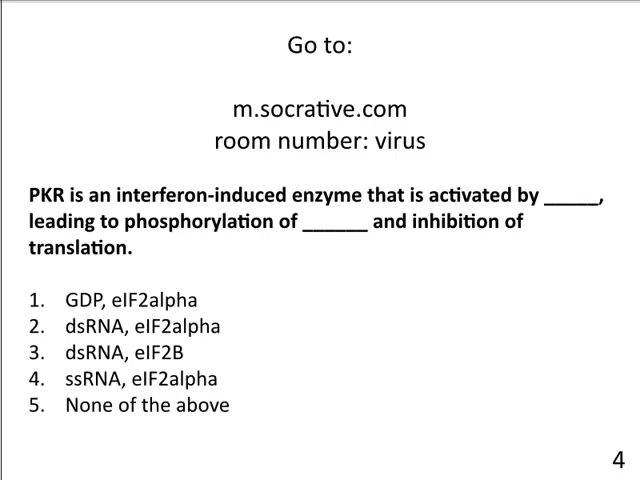 Go to:
m.socrative.com
room number: virus
PKR is an interferon-induced enzyme that is activated by _____,
leading to phosphorylation of ______ and inhibition of
translation.
1. GDP, eIF2alpha
2. dsRNA, eIF2alpha
3. dsRNA, eIF2B
4. ssRNA, eIF2alpha
5. None of the above
4